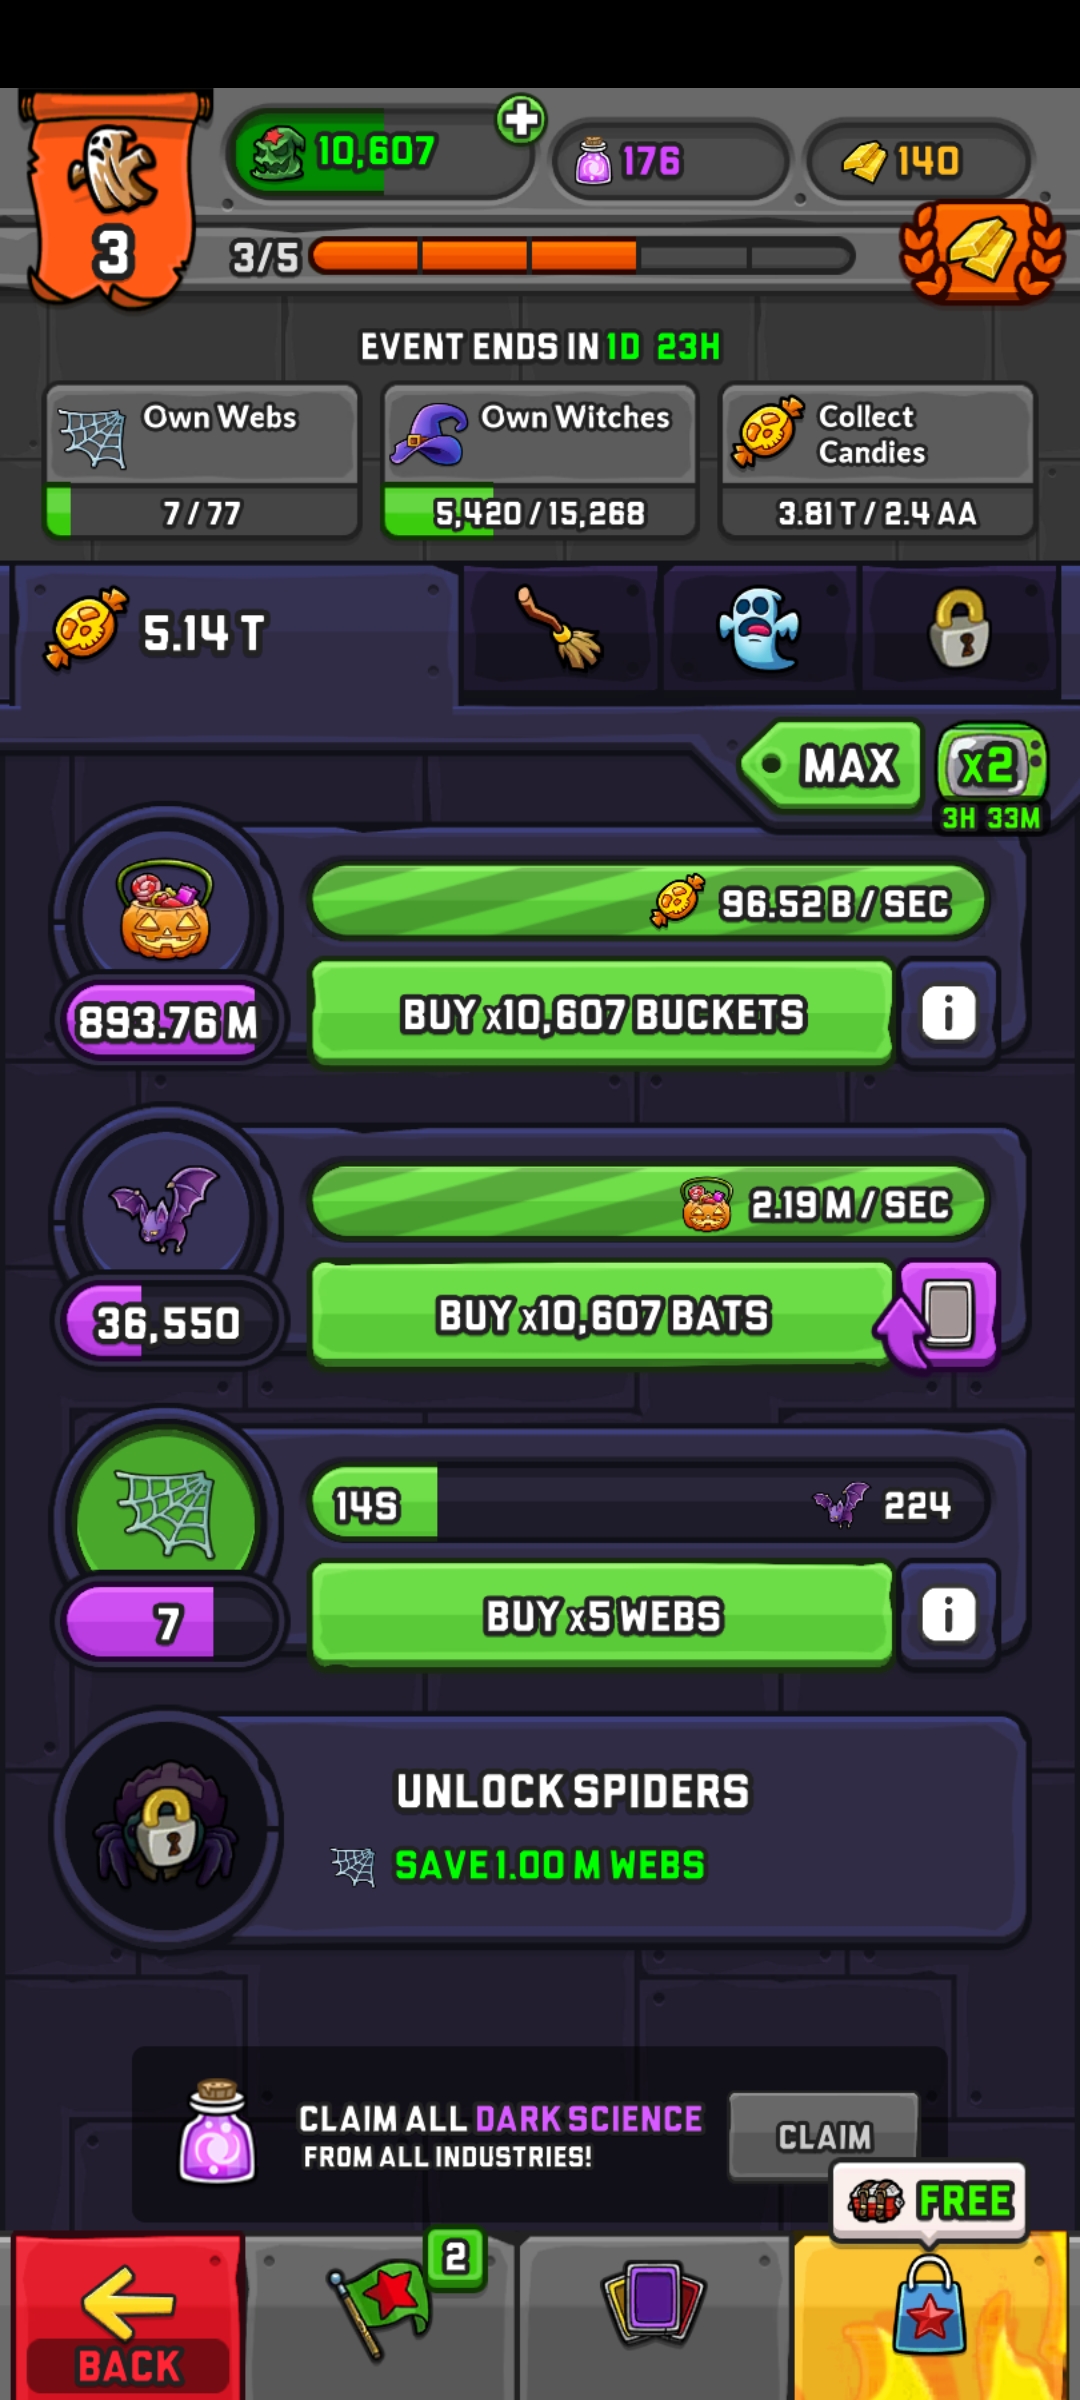 10,607
176
140
3
3/5
EVENT ENDS IN 1D 23H
Own Webs
7 / 77
Own Witches
5,420 / 15,268
Collect
Candies
3.81 T / 2.4 AA
5.14 T
MAX
x2
3H 33M
96.52 B / SEC
893.76 M
BUY x10,607 BUCKETS
i
2.19 M / SEC
36,550
BUY x10,607 BATS
14S
224
7
BUY x5 WEBS
i
UNLOCK SPIDERS
SAVE 1.00 M WEBS
CLAIM ALL DARK SCIENCE
FROM ALL INDUSTRIES!
CLAIM
FREE
2
BACK